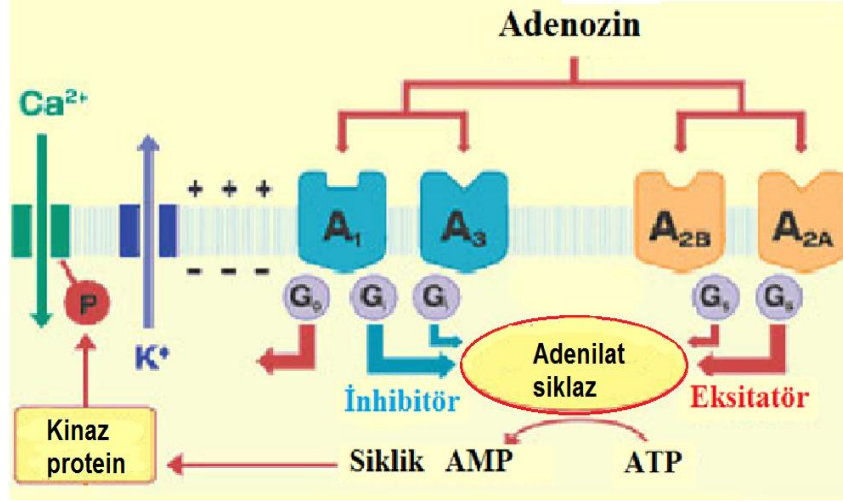 Adenozin
Ca²⁺
+ + +
A₁
A₃
A₂B
A₂A
- - -
P
G₀
Gᵢ
Gᵢ
Gₛ
Gₛ
K⁺
İnhibitör
Adenilat
siklaz
Eksitatör
Kinaz
protein
Siklik AMP
ATP